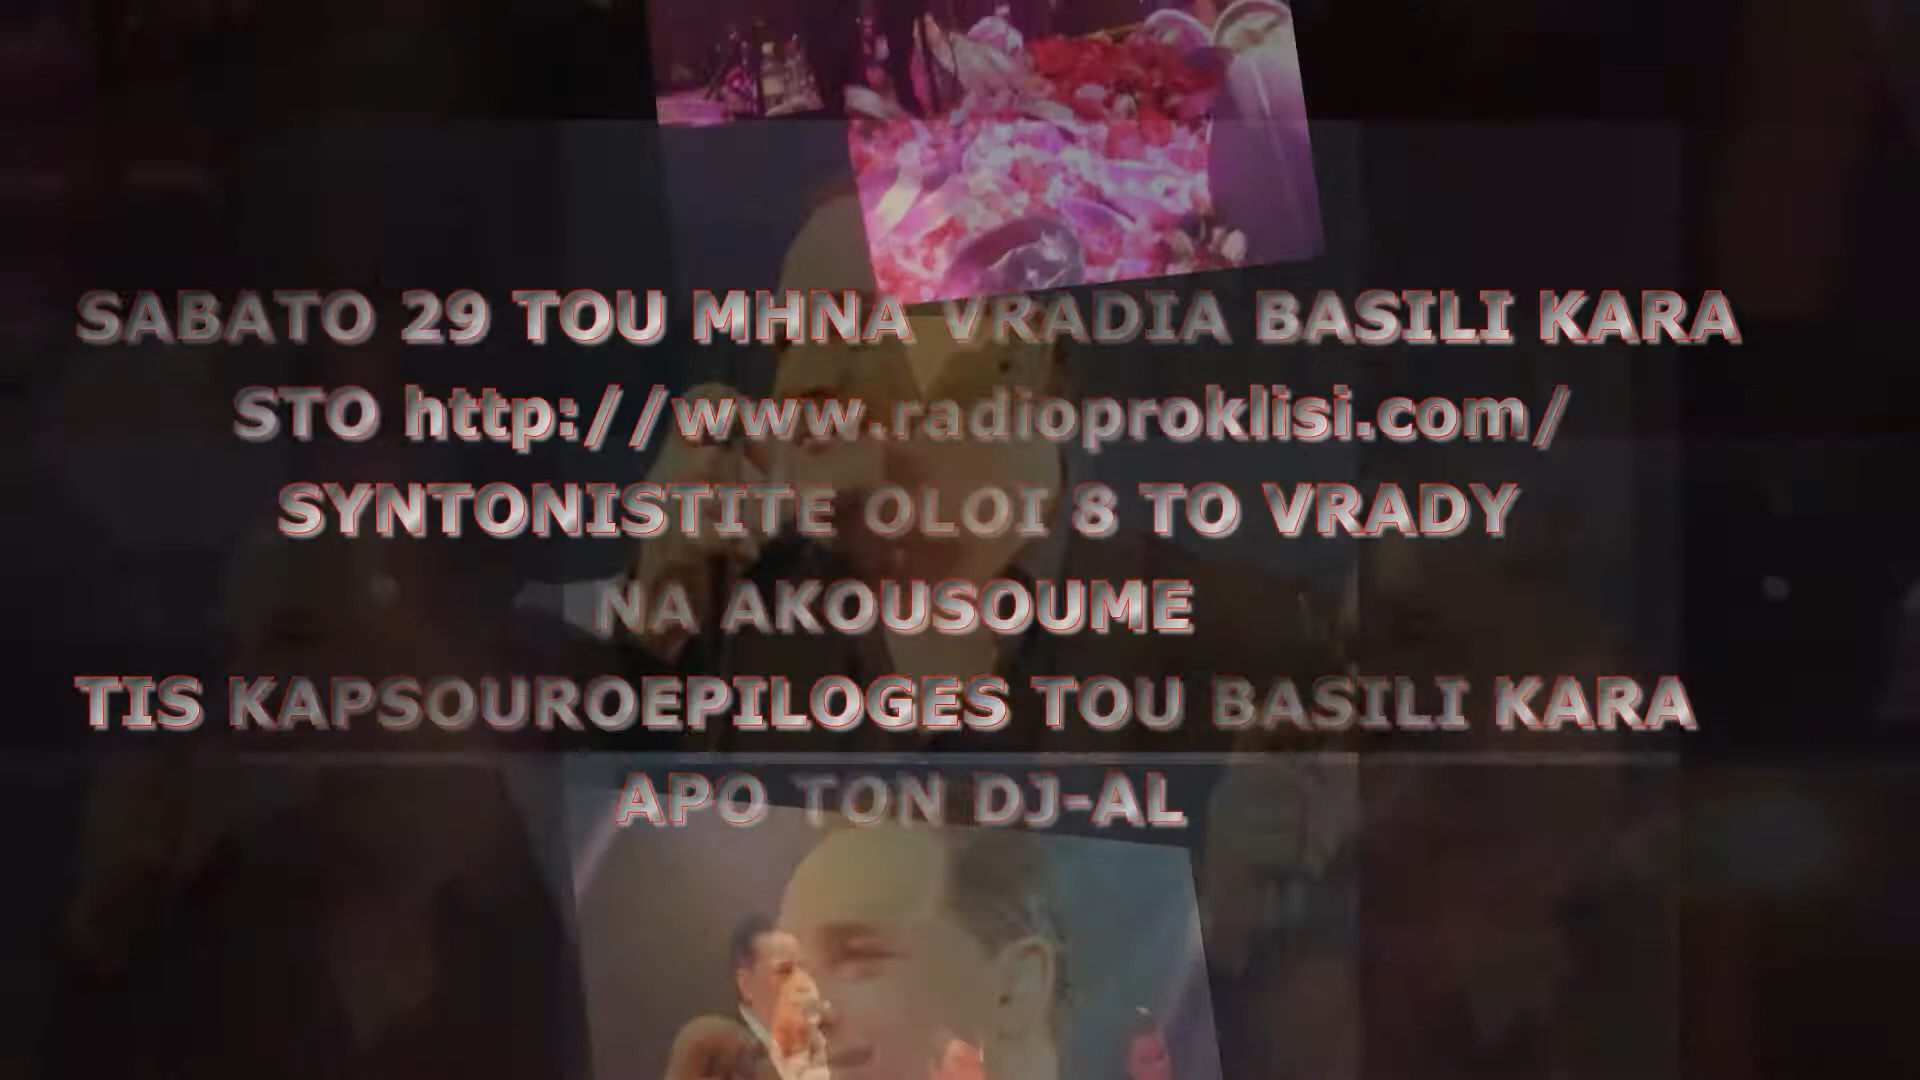 SABATO 29 TOU MHNA VRADIA BASILI KARA
STO http://www.radioproklisi.com/
SYNTONISTITE OLOI 8 TO VRADY
NA AKOUSOUME
TIS KAPSOUROEPILOGES TOU BASILI KARA
APO TON DJ-AL